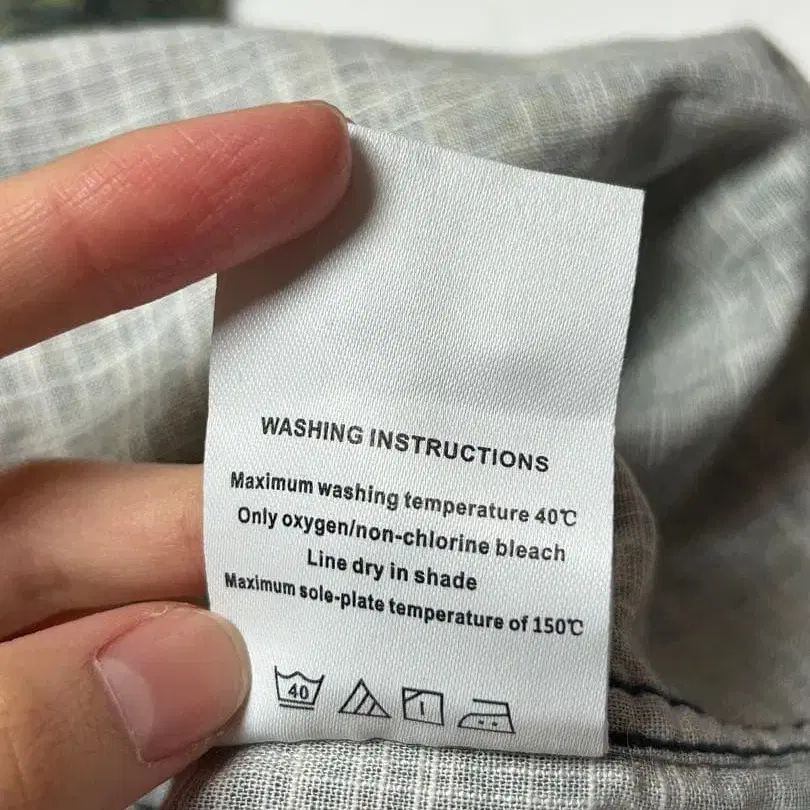 WASHING INSTRUCTIONS
Maximum washing temperature 40℃
Only oxygen/non-chlorine bleach
Line dry in shade
Maximum sole-plate temperature of 150℃
40